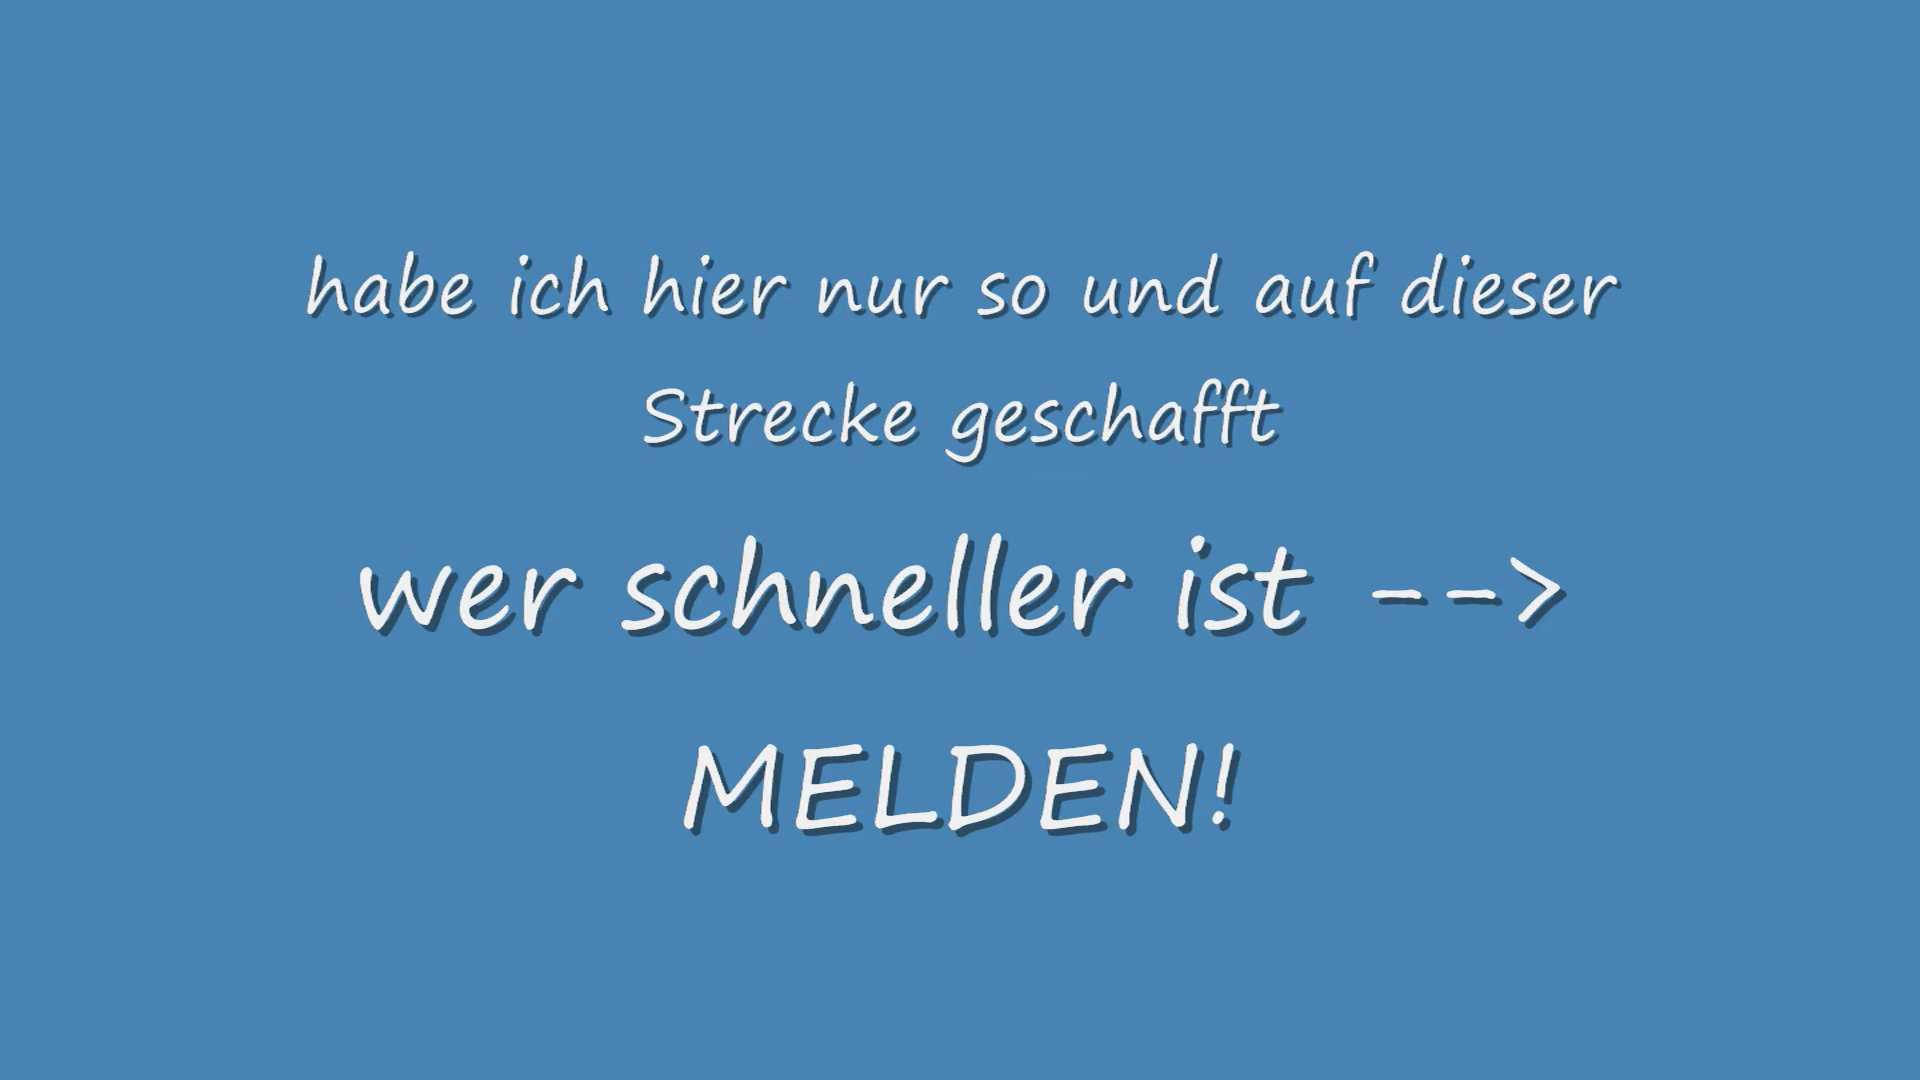 habe ich hier nur so und auf dieser
Strecke geschafft
wer schneller ist -->
MELDEN!